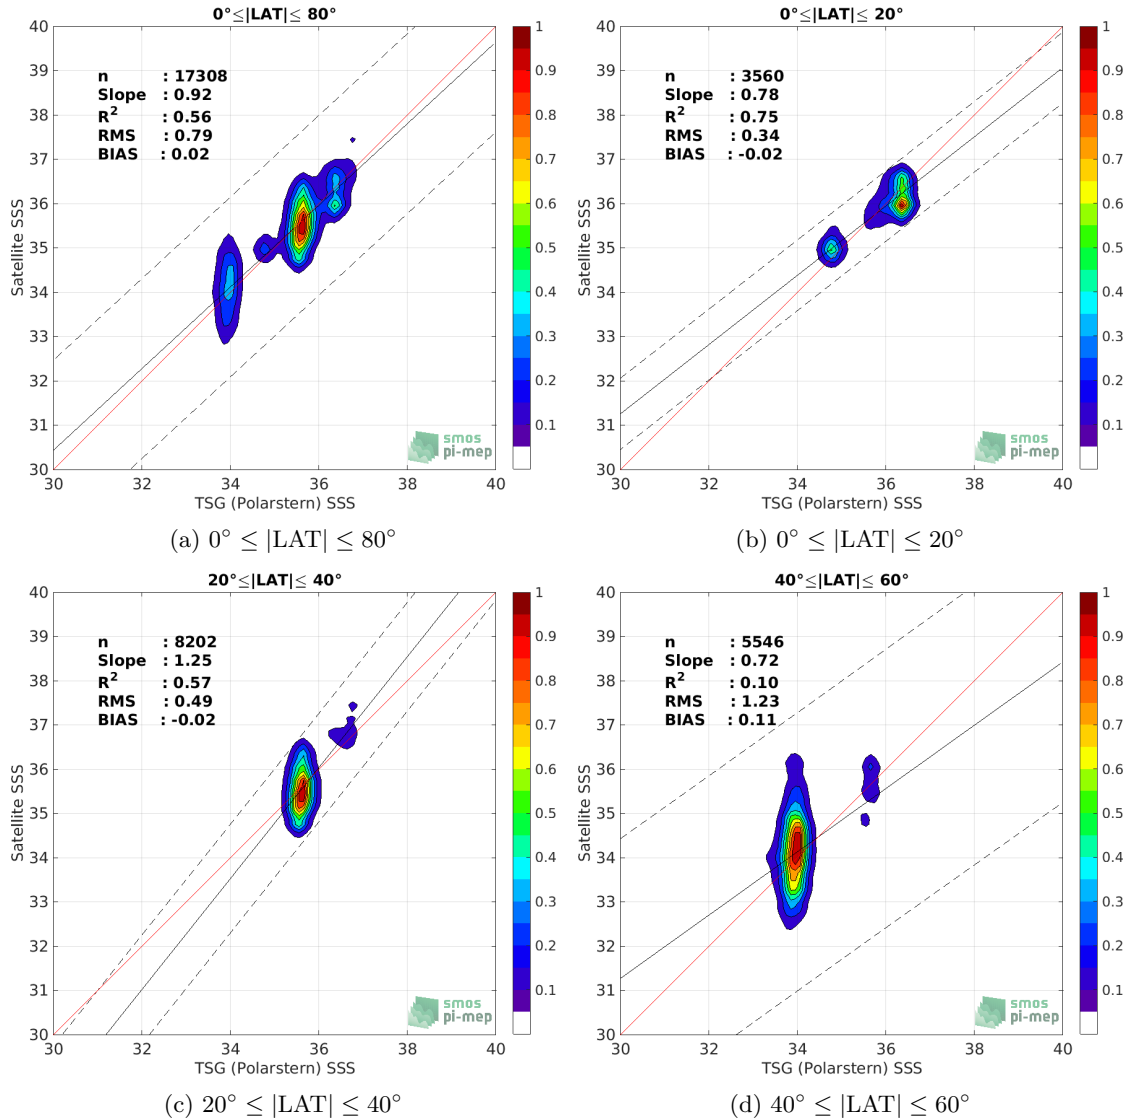 0°≤|LAT|≤ 80°
40
39
38
37
36
35
34
33
32
31
30
Satellite SSS
n : 17308
Slope : 0.92
R² : 0.56
RMS : 0.79
BIAS : 0.02
smos
pi-mep
30 32 34 36 38 40
TSG (Polarstern) SSS
1
0.9
0.8
0.7
0.6
0.5
0.4
0.3
0.2
0.1
(a) 0° ≤ |LAT| ≤ 80°
0°≤|LAT|≤ 20°
40
39
38
37
36
35
34
33
32
31
30
Satellite SSS
n : 3560
Slope : 0.78
R² : 0.75
RMS : 0.34
BIAS : -0.02
smos
pi-mep
30 32 34 36 38 40
TSG (Polarstern) SSS
1
0.9
0.8
0.7
0.6
0.5
0.4
0.3
0.2
0.1
(b) 0° ≤ |LAT| ≤ 20°
20°≤|LAT|≤ 40°
40
39
38
37
36
35
34
33
32
31
30
Satellite SSS
n : 8202
Slope : 1.25
R² : 0.57
RMS : 0.49
BIAS : -0.02
smos
pi-mep
30 32 34 36 38 40
TSG (Polarstern) SSS
1
0.9
0.8
0.7
0.6
0.5
0.4
0.3
0.2
0.1
(c) 20° ≤ |LAT| ≤ 40°
40°≤|LAT|≤ 60°
40
39
38
37
36
35
34
33
32
31
30
Satellite SSS
n : 5546
Slope : 0.72
R² : 0.10
RMS : 1.23
BIAS : 0.11
smos
pi-mep
30 32 34 36 38 40
TSG (Polarstern) SSS
1
0.9
0.8
0.7
0.6
0.5
0.4
0.3
0.2
0.1
(d) 40° ≤ |LAT| ≤ 60°